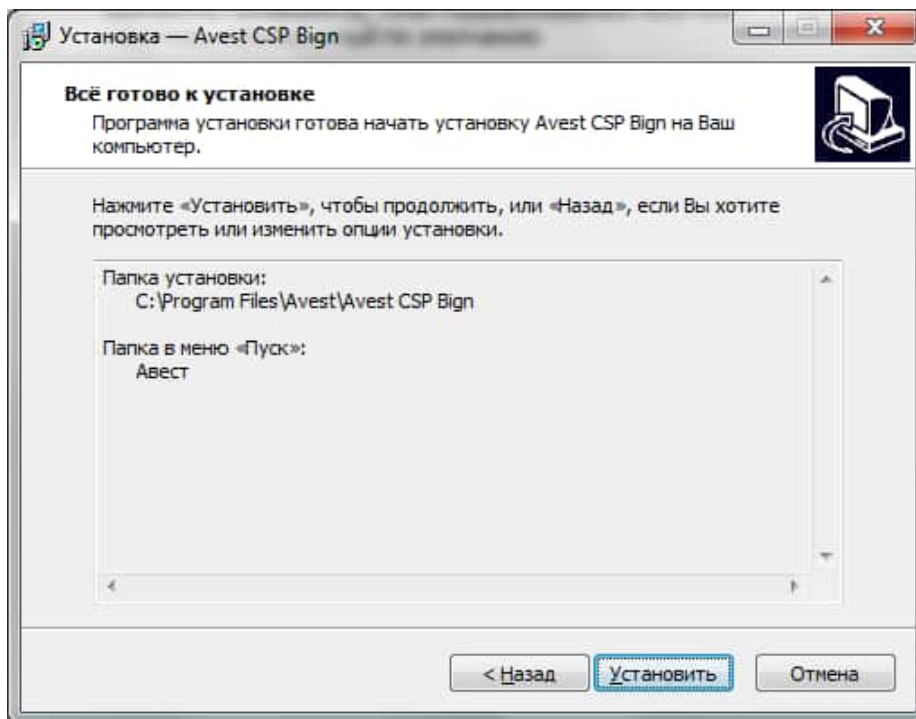 Установка — Avest CSP Bign
Всё готово к установке
Программа установки готова начать установку Avest CSP Bign на Ваш
компьютер.
Нажмите «Установить», чтобы продолжить, или «Назад», если Вы хотите
просмотреть или изменить опции установки.
Папка установки:
C:\Program Files\Avest\Avest CSP Bign
Папка в меню «Пуск»:
Авест
< Назад
Установить
Отмена